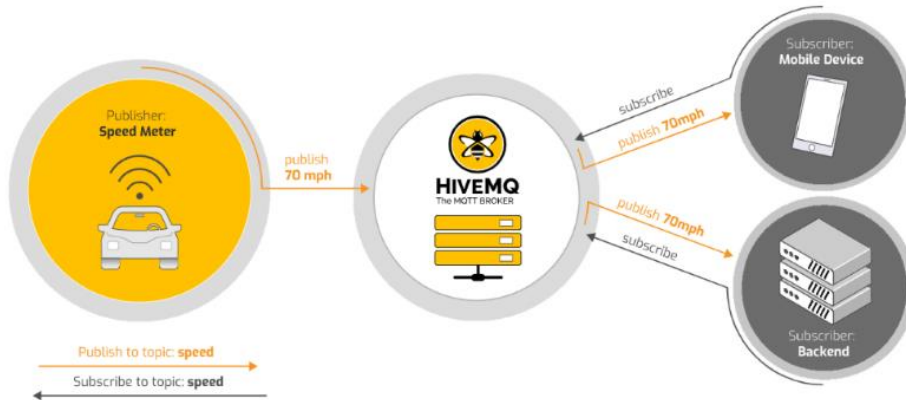 Publisher:
Speed Meter
publish
70 mph
HIVEMQ
The MQTT BROKER
subscribe
publish 70mph
Subscriber:
Mobile Device
publish 70mph
subscribe
Subscriber:
Backend
Publish to topic: speed
Subscribe to topic: speed